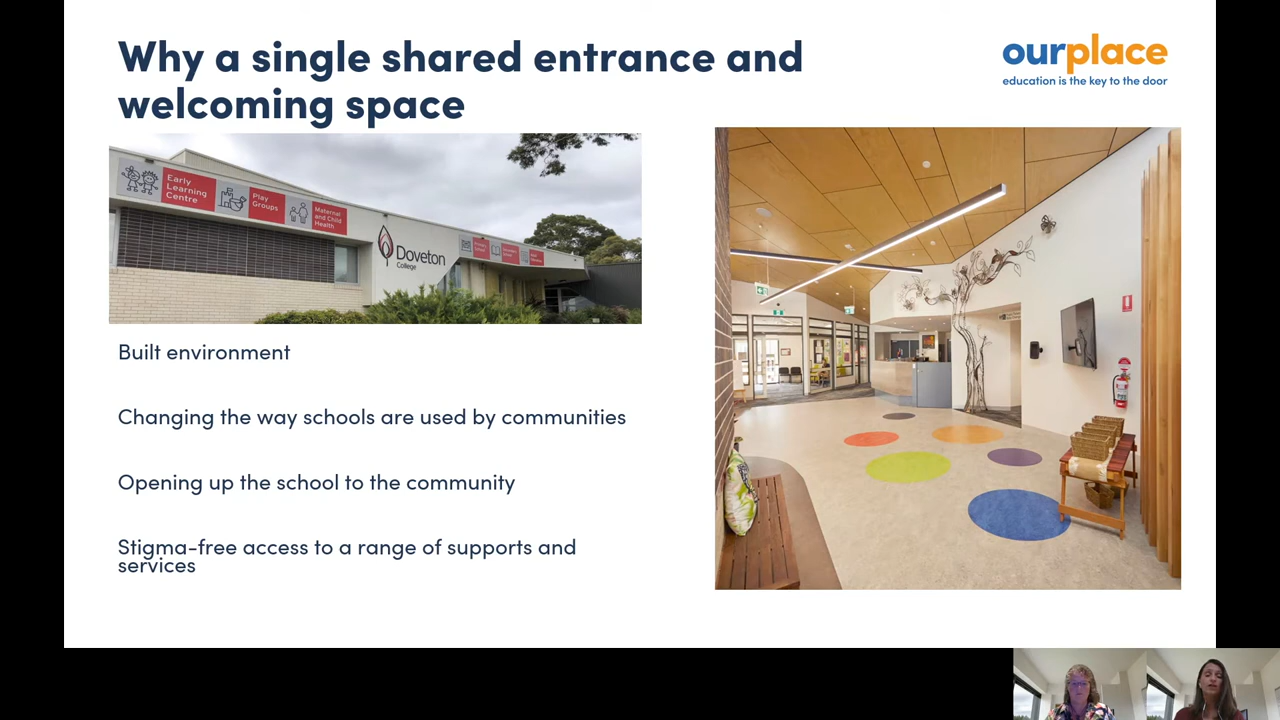 Why a single shared entrance and
welcoming space
ourplace
education is the key to the door
Early
Learning
Centre
Play
Groups
Maternal
and Child
Health
Doveton
College
Built environment
Changing the way schools are used by communities
Opening up the school to the community
Stigma-free access to a range of supports and
services